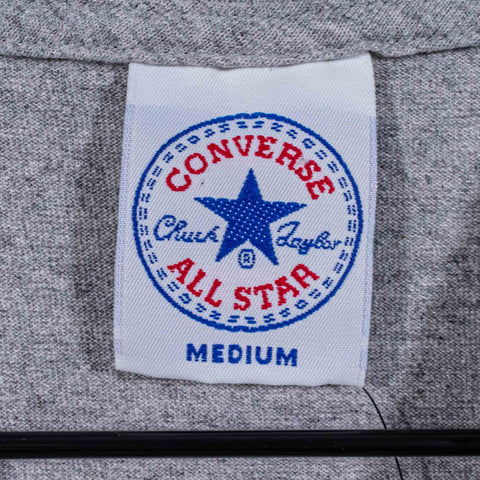 CONVERSE
Chuck Taylor
®
ALL STAR
MEDIUM